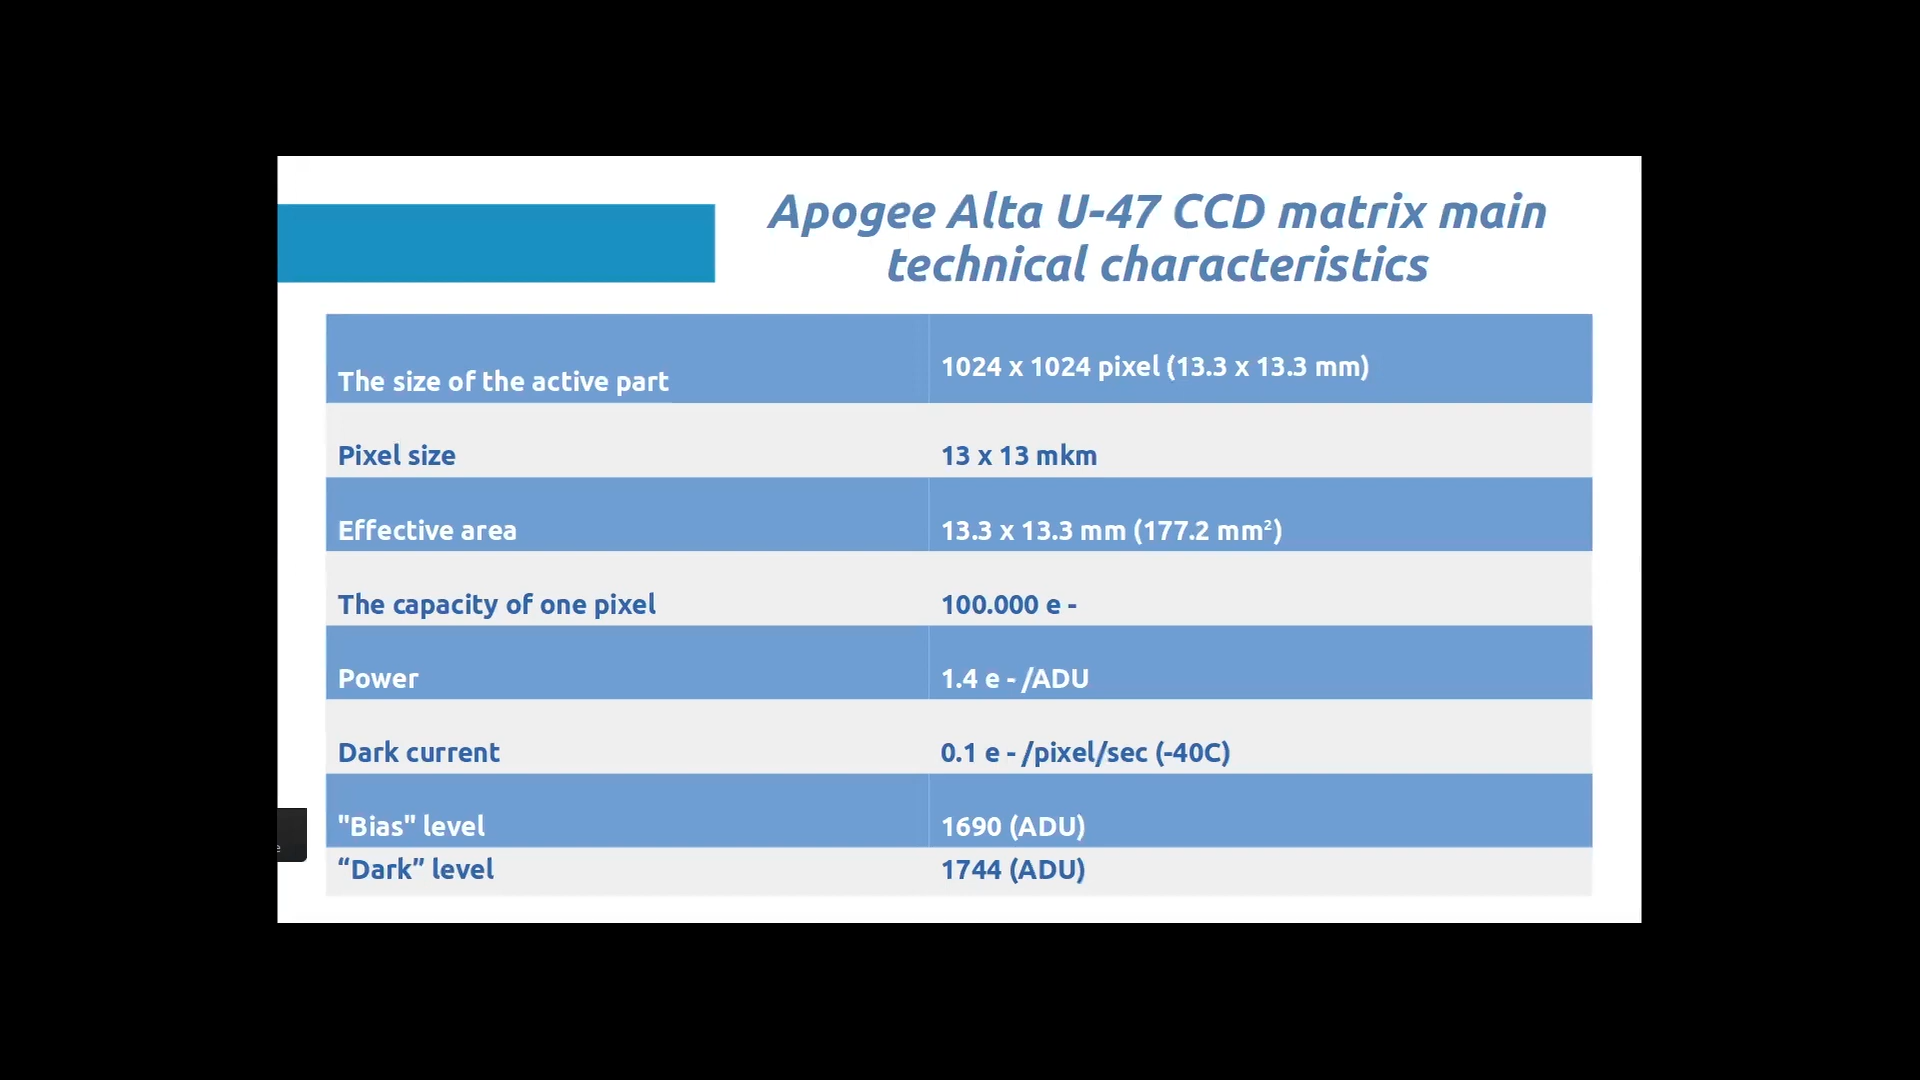 Apogee Alta U-47 CCD matrix main
technical characteristics
The size of the active part
1024 x 1024 pixel (13.3 x 13.3 mm)
Pixel size
13 x 13 mkm
Effective area
13.3 x 13.3 mm (177.2 mm²)
The capacity of one pixel
100.000 e -
Power
1.4 e - /ADU
Dark current
0.1 e - /pixel/sec (-40C)
"Bias" level
1690 (ADU)
“Dark” level
1744 (ADU)